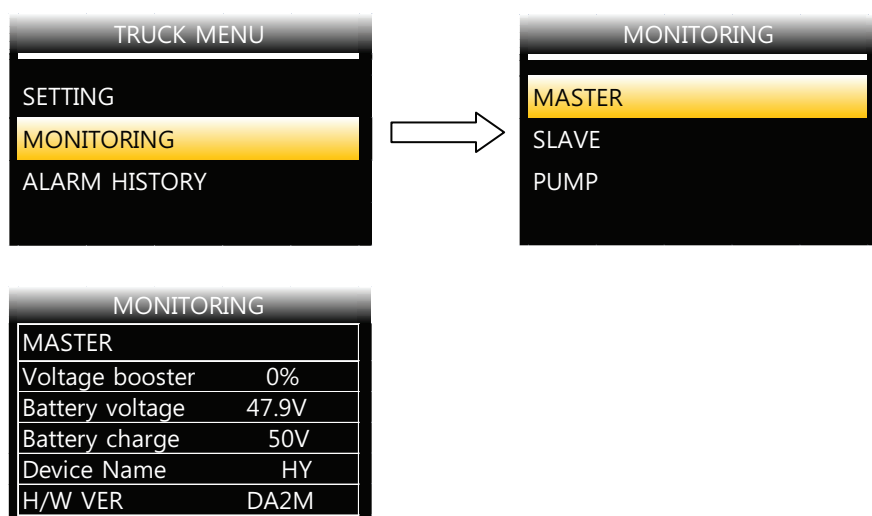 TRUCK MENU
SETTING
MONITORING
ALARM HISTORY
MONITORING
MASTER
SLAVE
PUMP
MONITORING
MASTER
Voltage booster 0%
Battery voltage 47.9V
Battery charge 50V
Device Name HY
H/W VER DA2M